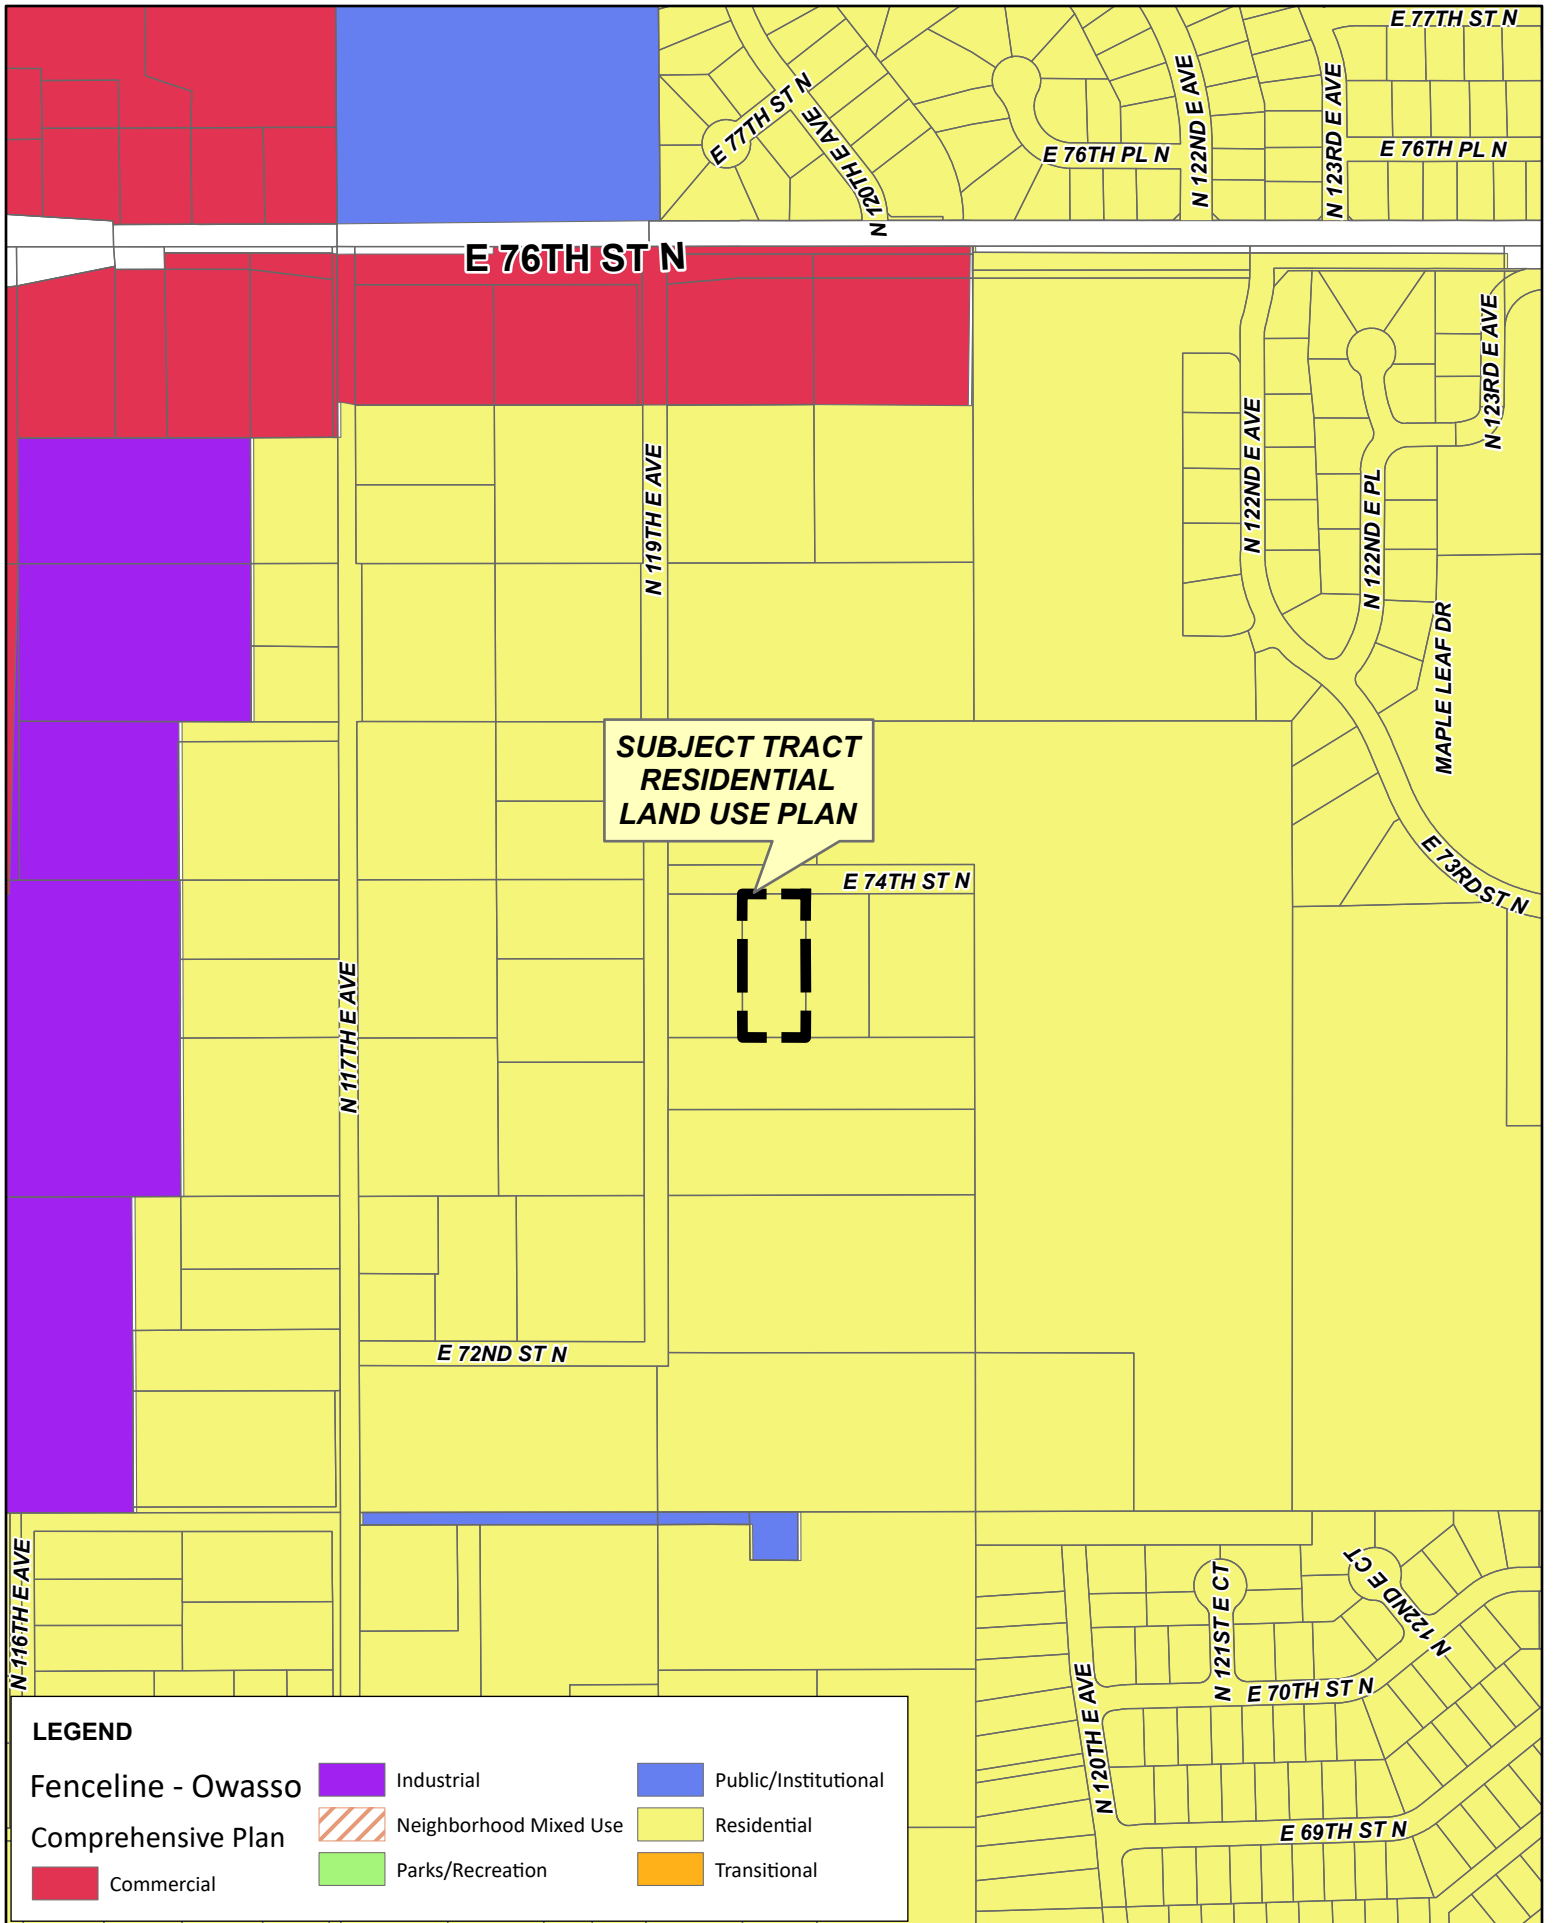 E 77TH ST N
E 77TH ST N
N 120TH E AVE
E 76TH PL N
N 122ND E AVE
N 123RD E AVE
E 76TH PL N
E 76TH ST N
N 119TH E AVE
N 122ND E AVE
N 122ND E PL
N 123RD E AVE
MAPLE LEAF DR
SUBJECT TRACT
RESIDENTIAL
LAND USE PLAN
E 74TH ST N
E 73RD ST N
N 117TH E AVE
E 72ND ST N
N 116TH E AVE
N 121ST E CT
N 122ND E CT
N 120TH E AVE
E 70TH ST N
E 69TH ST N
LEGEND
Fenceline - Owasso
Comprehensive Plan
Commercial
Industrial
Neighborhood Mixed Use
Parks/Recreation
Public/Institutional
Residential
Transitional